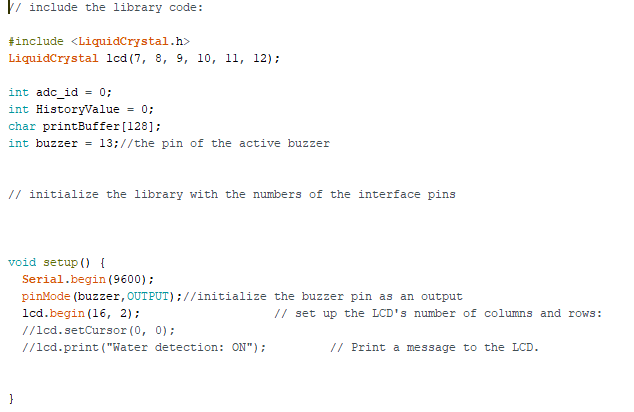 // include the library code:
#include <LiquidCrystal.h>
LiquidCrystal lcd(7, 8, 9, 10, 11, 12);
int adc_id = 0;
int HistoryValue = 0;
char printBuffer[128];
int buzzer = 13;//the pin of the active buzzer
// initialize the library with the numbers of the interface pins
void setup() {
Serial.begin(9600);
pinMode(buzzer,OUTPUT);//initialize the buzzer pin as an output
lcd.begin(16, 2); // set up the LCD's number of columns and rows:
//lcd.setCursor(0, 0);
//lcd.print("Water detection: ON"); // Print a message to the LCD.
}